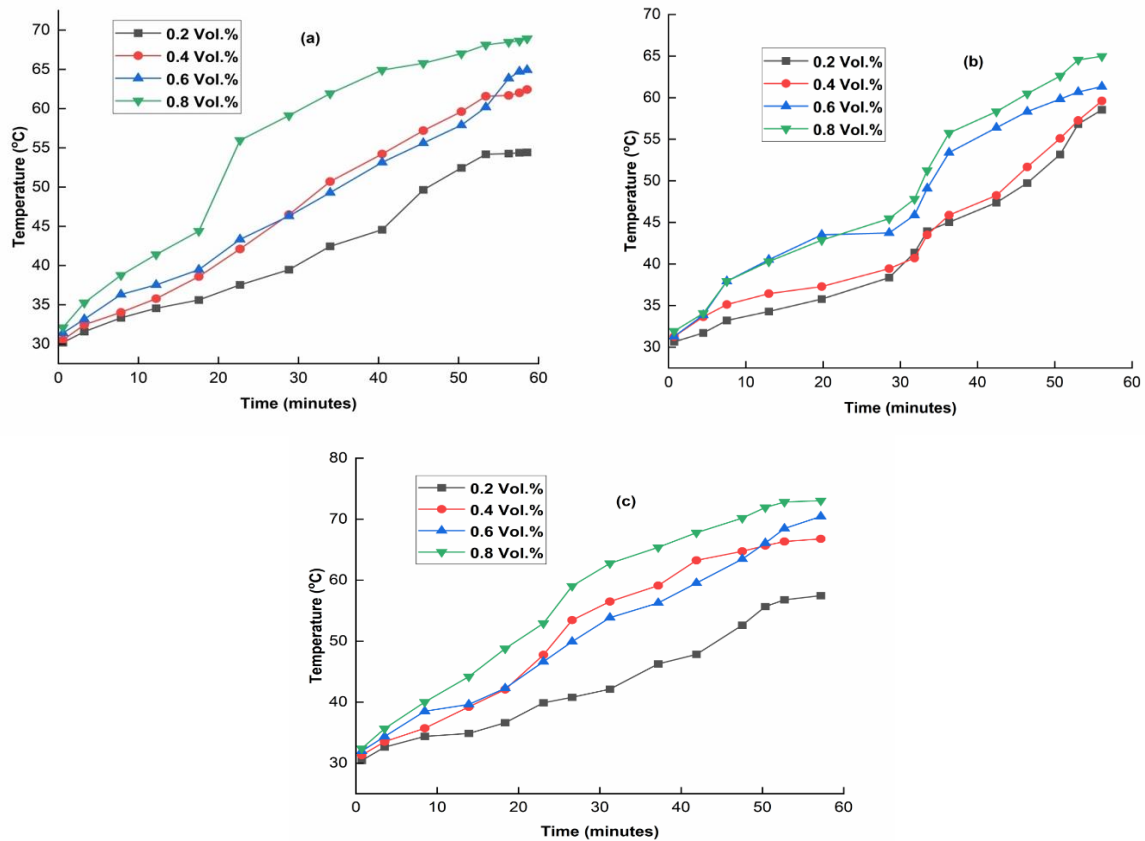 (a)
0.2 Vol.%
0.4 Vol.%
0.6 Vol.%
0.8 Vol.%
Temperature (°C)
70
65
60
55
50
45
40
35
30
0 10 20 30 40 50 60
Time (minutes)
(b)
0.2 Vol.%
0.4 Vol.%
0.6 Vol.%
0.8 Vol.%
Temperature (°C)
70
65
60
55
50
45
40
35
30
0 10 20 30 40 50 60
Time (minutes)
(c)
0.2 Vol.%
0.4 Vol.%
0.6 Vol.%
0.8 Vol.%
Temperature (°C)
80
70
60
50
40
30
0 10 20 30 40 50 60
Time (minutes)